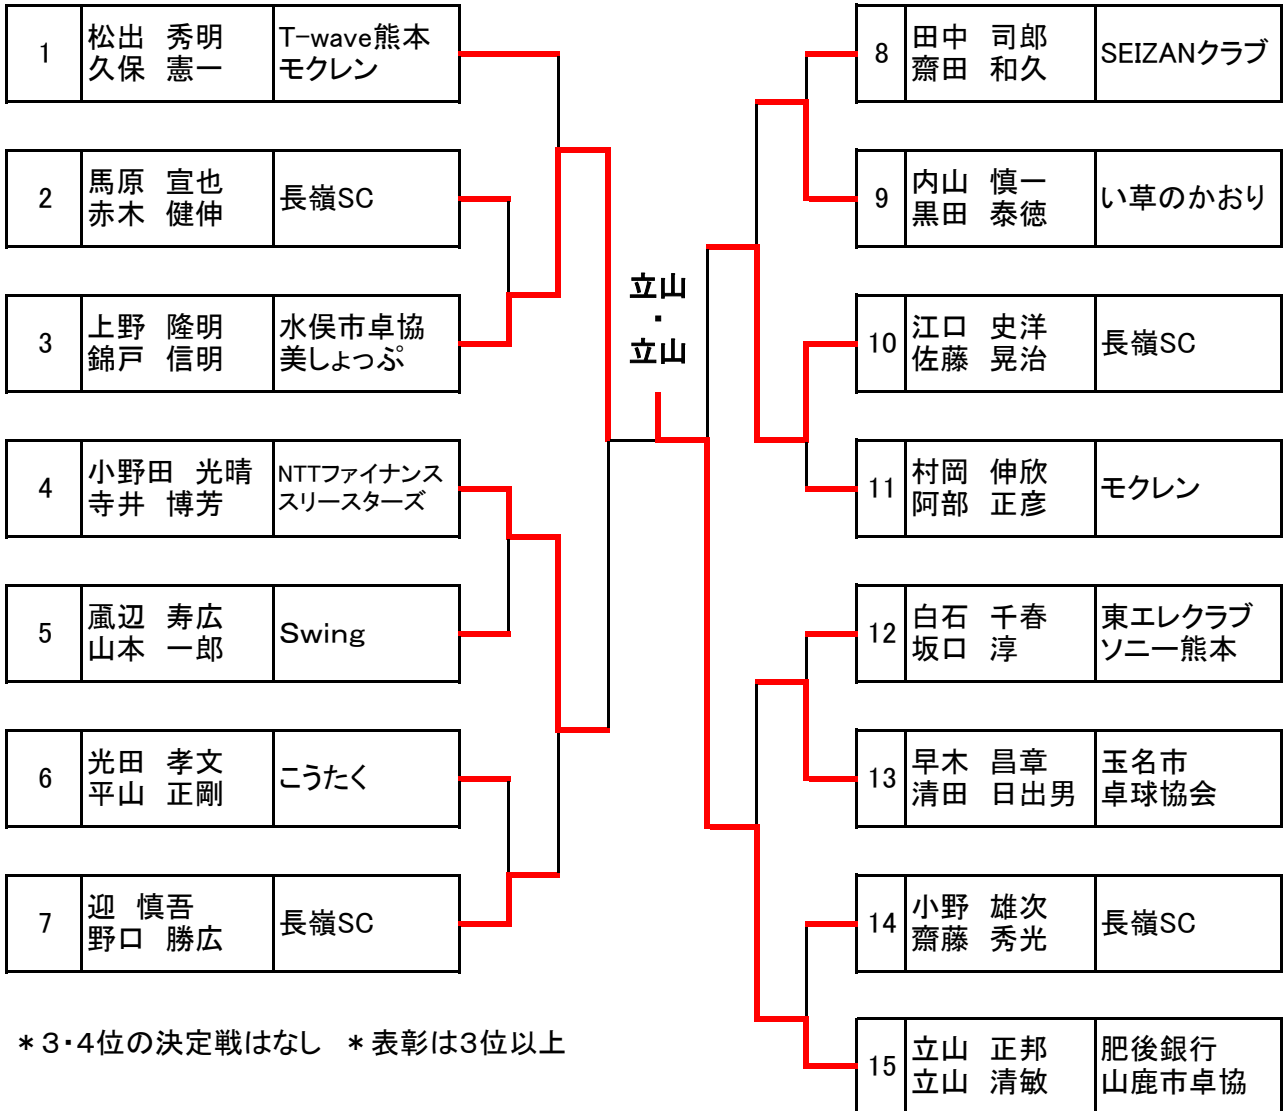 1 松出 秀明 T-wave熊本
久保 憲一 モクレン
2 馬原 宣也 長嶺SC
赤木 健伸
3 上野 隆明 水俣市卓協
錦戸 信明 美しょっぷ
4 小野田 光晴 NTTファイナンス
寺井 博芳 スリースターズ
5 辺 寿広 Swing
山本 一郎
6 光田 孝文 こうたく
平山 正剛
7 迎 慎吾 長嶺SC
野口 勝広
立山
・
立山
8 田中 司郎 SEIZANクラブ
齋田 和久
9 内山 慎一 い草のかおり
黒田 泰徳
10 江口 史洋 長嶺SC
佐藤 晃治
11 村岡 伸欣 モクレン
阿部 正彦
12 白石 千春 東エレクラブ
坂口 淳 ソニー熊本
13 早木 昌章 玉名市
清田 日出男 卓球協会
14 小野 雄次 長嶺SC
齋藤 秀光
15 立山 正邦 肥後銀行
立山 清敏 山鹿市卓協
＊3・4位の決定戦はなし ＊表彰は3位以上